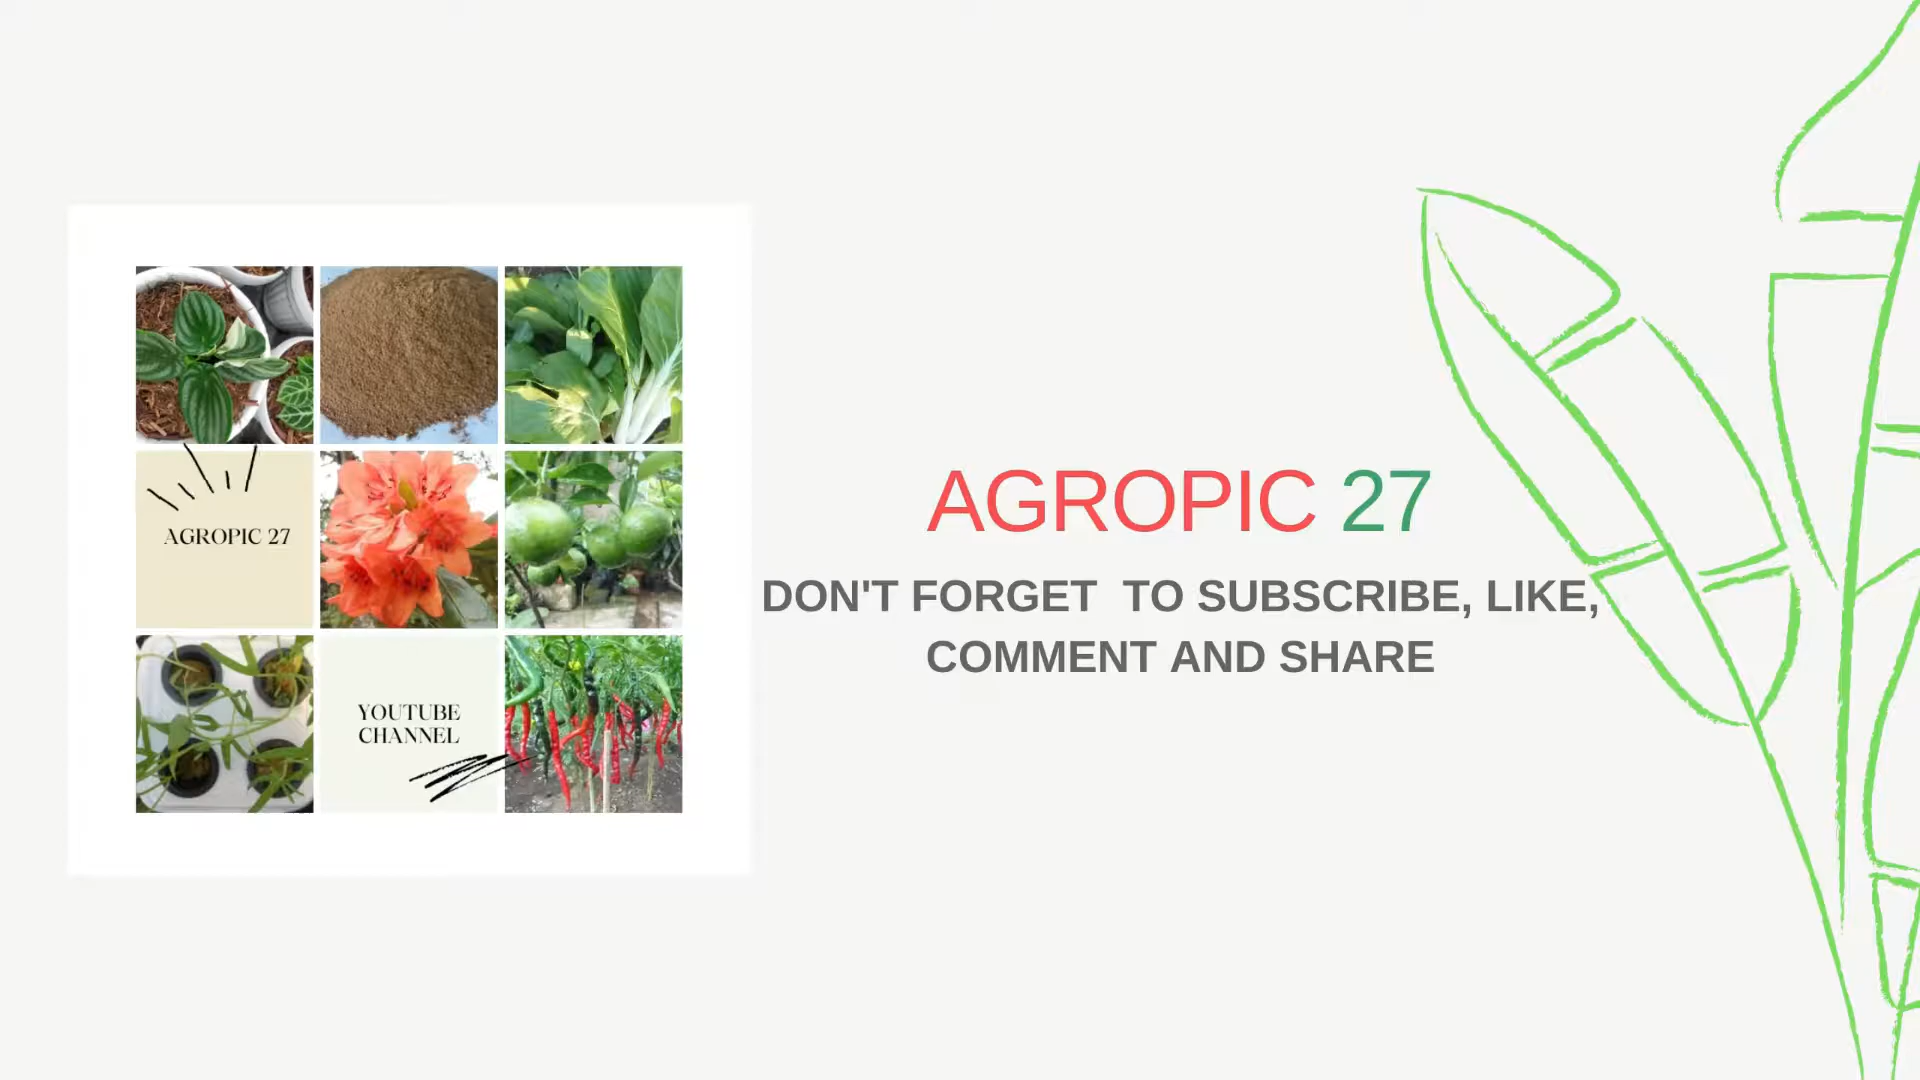 AGROPIC 27
YOUTUBE
CHANNEL
AGROPIC 27
DON'T FORGET  TO SUBSCRIBE, LIKE,
COMMENT AND SHARE